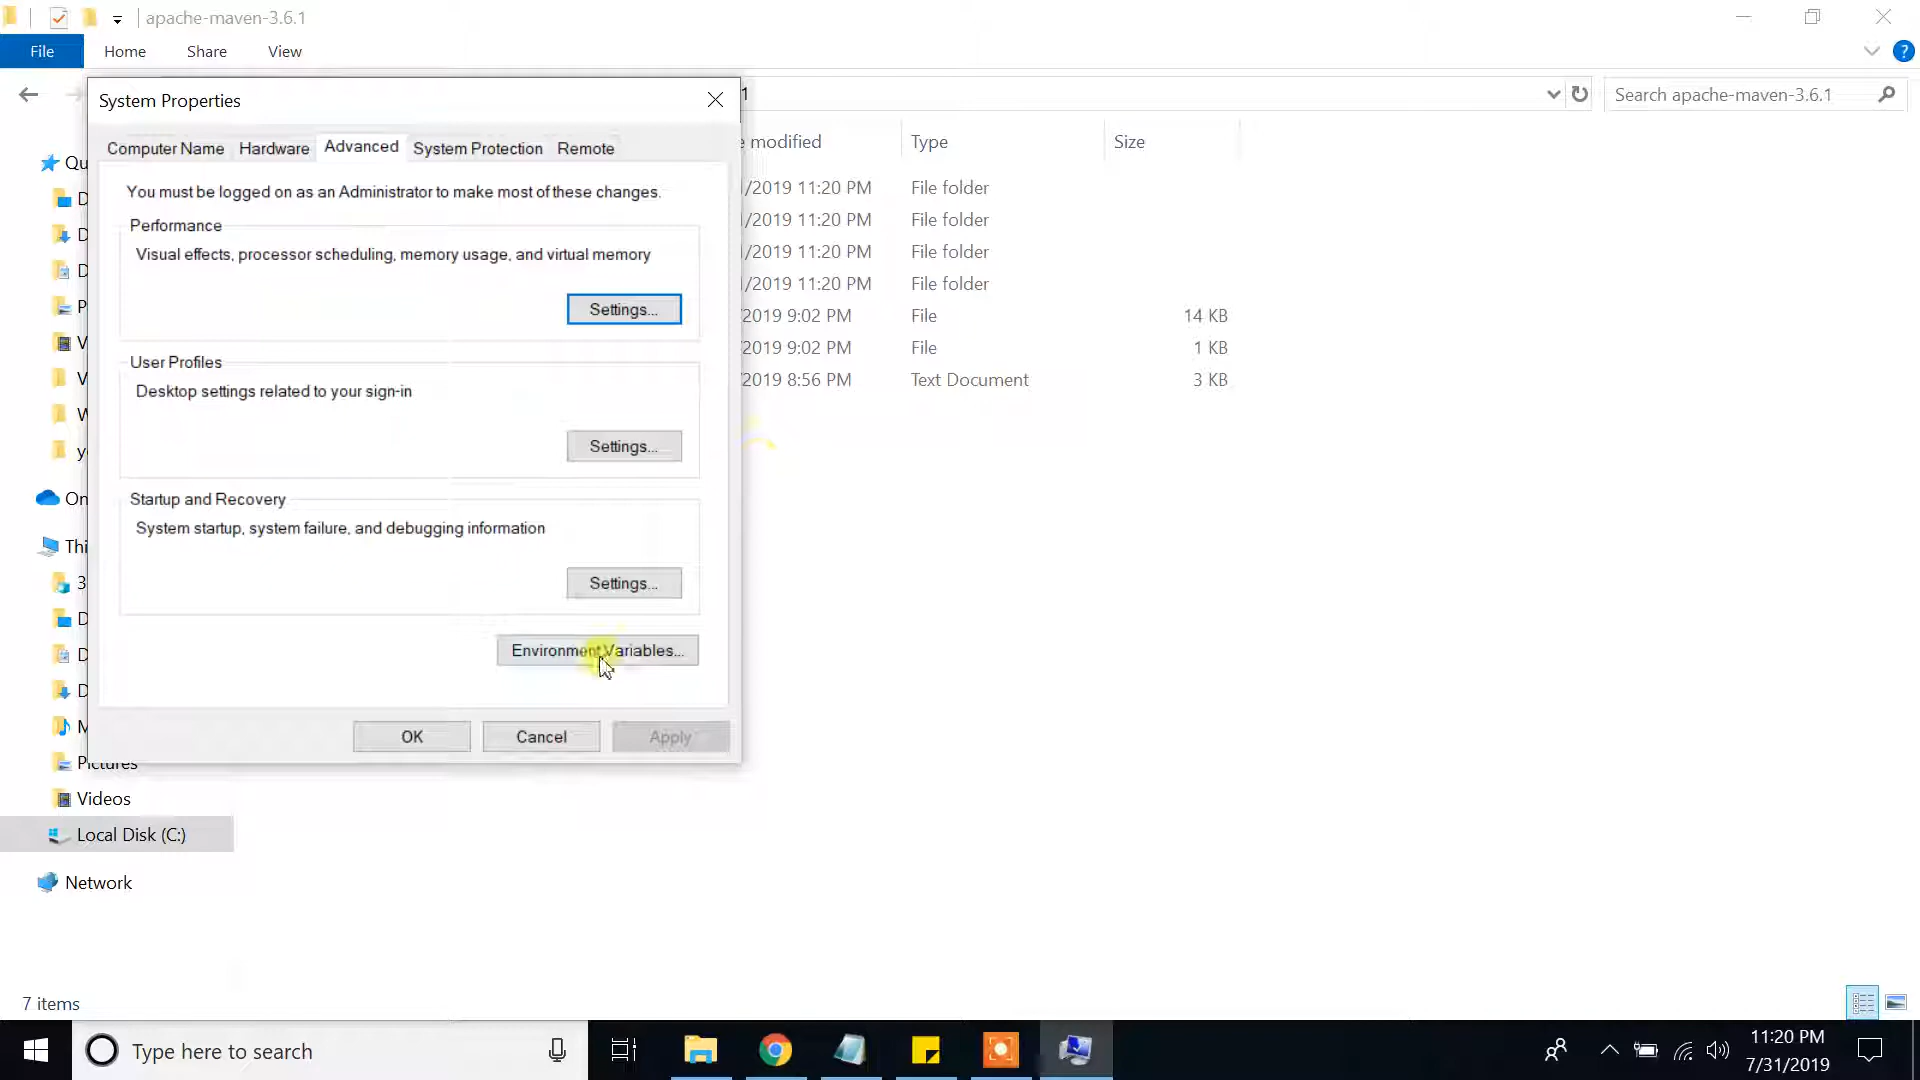 apache-maven-3.6.1
File
Home
Share
View
?
1
Search apache-maven-3.6.1
System Properties
Computer Name
Hardware
Advanced
System Protection
Remote
You must be logged on as an Administrator to make most of these changes.
Performance
Visual effects, processor scheduling, memory usage, and virtual memory
Settings...
User Profiles
Desktop settings related to your sign-in
Settings...
Startup and Recovery
System startup, system failure, and debugging information
Settings...
Environment Variables...
OK
Cancel
Apply
e modified
Type
Size
/2019 11:20 PM
File folder
/2019 11:20 PM
File folder
/2019 11:20 PM
File folder
/2019 11:20 PM
File folder
2019 9:02 PM
File
14 KB
2019 9:02 PM
File
1 KB
2019 8:56 PM
Text Document
3 KB
Qu
D
D
D
P
V
V
W
y
On
Thi
3
D
D
D
M
Pictures
Videos
Local Disk (C:)
Network
7 items
Type here to search
11:20 PM
7/31/2019